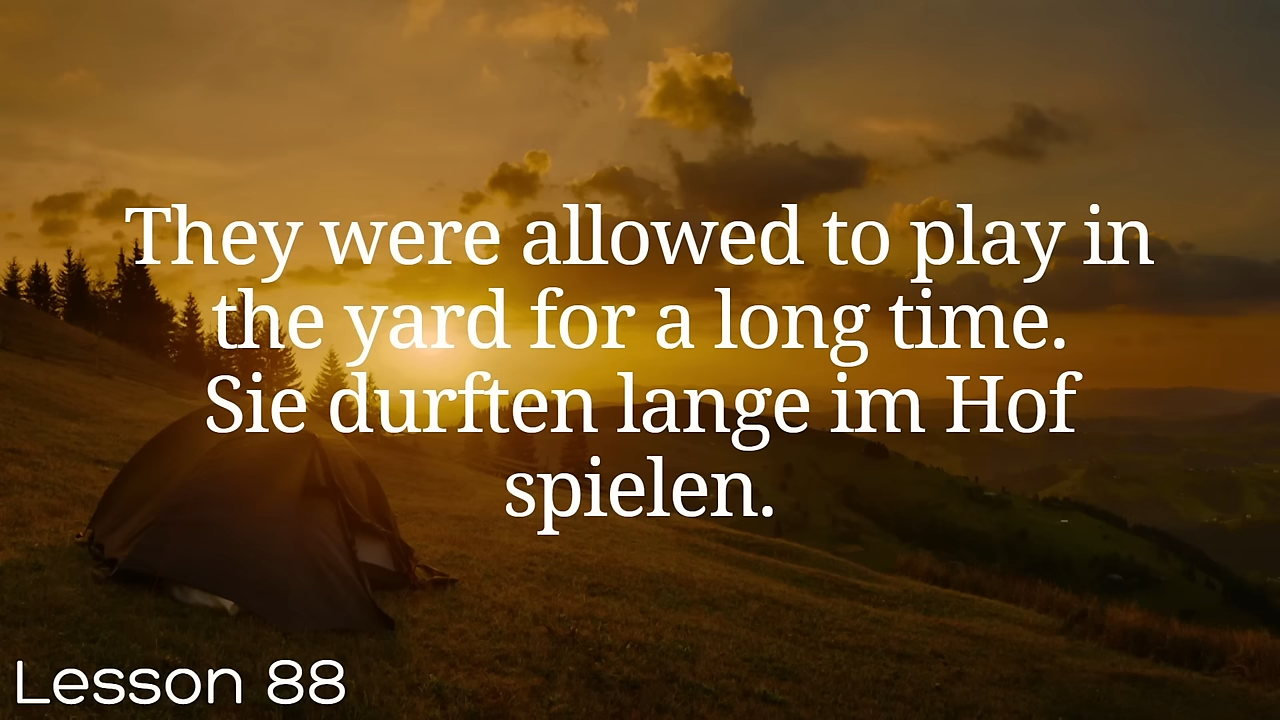 They were allowed to play in
the yard for a long time.
Sie durften lange im Hof
spielen.
Lesson 88